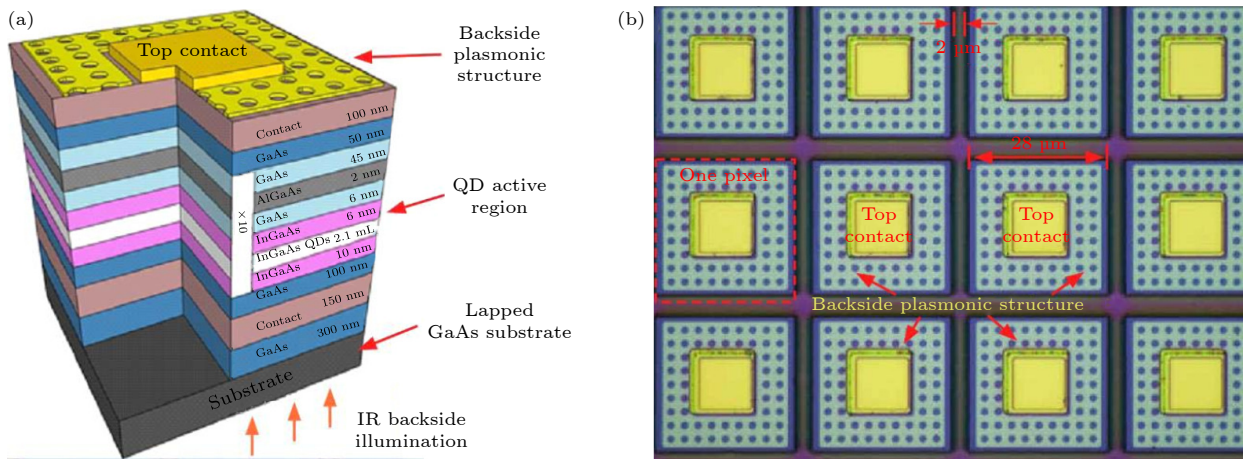 (a)
Top contact
Backside
plasmonic
structure
Contact 100 nm
GaAs 50 nm
GaAs 45 nm
AlGaAs 2 nm
GaAs 6 nm
InGaAs 6 nm
InGaAs QDs 2.1 mL
InGaAs 10 nm
GaAs 100 nm
Contact 150 nm
GaAs 300 nm
×10
QD active
region
Lapped
GaAs substrate
Substrate
IR backside
illumination
(b)
2 μm
28 μm
One pixel
Top
contact
Top
contact
Backside plasmonic structure